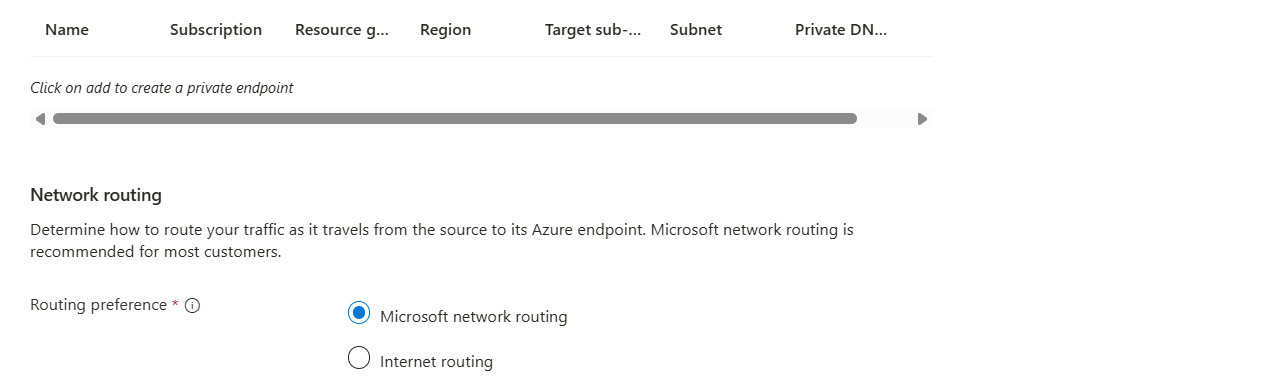 Name Subscription Resource g... Region Target sub-... Subnet Private DN...
Click on add to create a private endpoint
Network routing
Determine how to route your traffic as it travels from the source to its Azure endpoint. Microsoft network routing is
recommended for most customers.
Routing preference *
Microsoft network routing
Internet routing